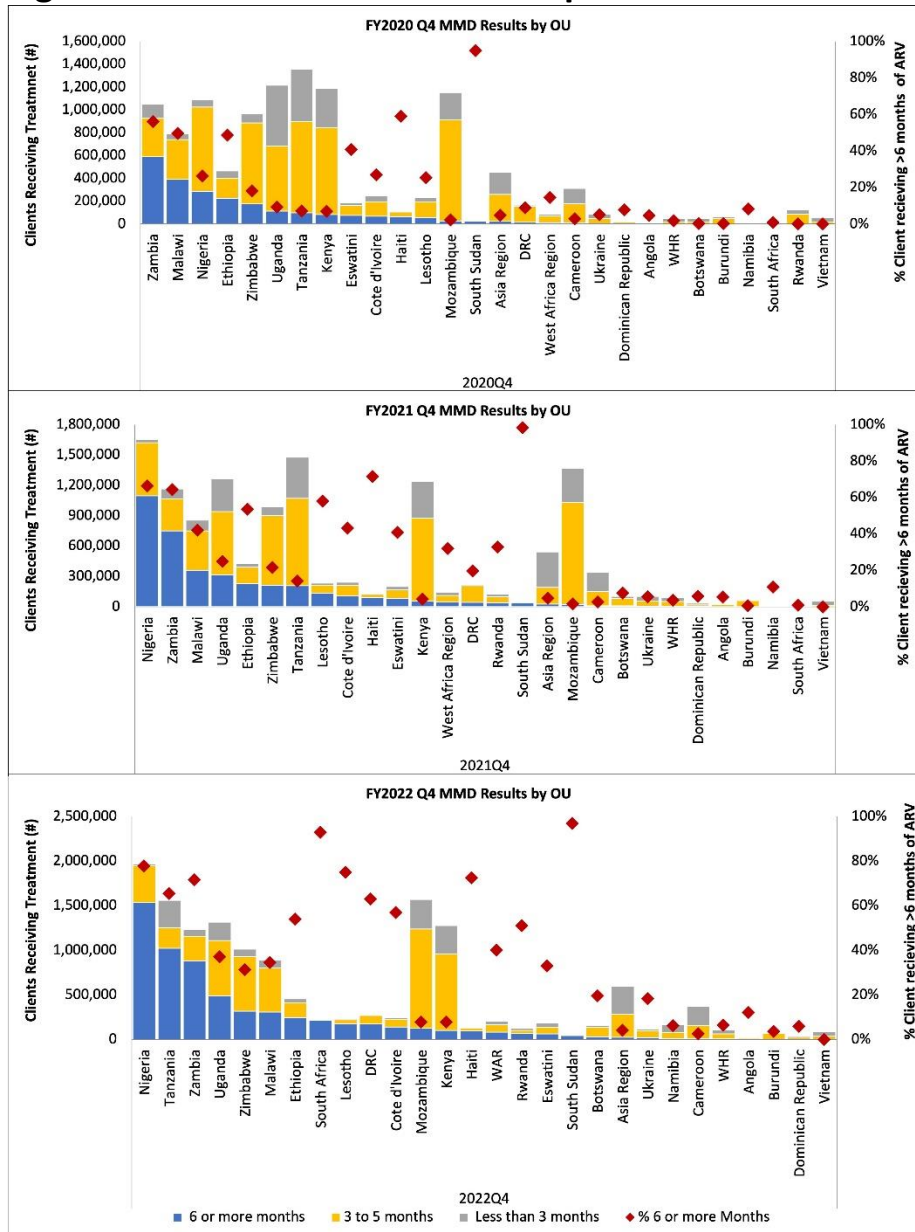 FY2020 Q4 MMD Results by OU
Clients Receiving Treatmnet (#)
1,600,000
1,400,000
1,200,000
1,000,000
800,000
600,000
400,000
200,000
0
100%
80%
60%
40%
20%
0%
% Client recieving >6 months of ARV
Zambia
Malawi
Nigeria
Ethiopia
Zimbabwe
Uganda
Tanzania
Kenya
Eswatini
Cote d'Ivoire
Haiti
Lesotho
Mozambique
South Sudan
Asia Region
DRC
West Africa Region
Cameroon
Ukraine
Dominican Republic
Angola
WHR
Botswana
Burundi
Namibia
South Africa
Rwanda
Vietnam
2020Q4
FY2021 Q4 MMD Results by OU
Clients Receiving Treatment (#)
1,800,000
1,500,000
1,200,000
900,000
600,000
300,000
0
100%
80%
60%
40%
20%
0%
% Client recieving >6 months of ARV
Nigeria
Zambia
Malawi
Uganda
Ethiopia
Zimbabwe
Tanzania
Lesotho
Cote d'Ivoire
Haiti
Eswatini
Kenya
West Africa Region
DRC
Rwanda
South Sudan
Asia Region
Mozambique
Cameroon
Botswana
Ukraine
WHR
Dominican Republic
Angola
Burundi
Namibia
South Africa
Vietnam
2021Q4
FY2022 Q4 MMD Results by OU
Clients Receiving Treatment (#)
2,500,000
2,000,000
1,500,000
1,000,000
500,000
0
100%
80%
60%
40%
20%
0%
% Client recieving >6 months of ARV
Nigeria
Tanzania
Zambia
Uganda
Zimbabwe
Malawi
Ethiopia
South Africa
Lesotho
DRC
Cote d'Ivoire
Mozambique
Kenya
Haiti
WAR
Rwanda
Eswatini
South Sudan
Botswana
Asia Region
Ukraine
Namibia
Cameroon
WHR
Angola
Burundi
Dominican Republic
Vietnam
2022Q4
6 or more months
3 to 5 months
Less than 3 months
% 6 or more Months